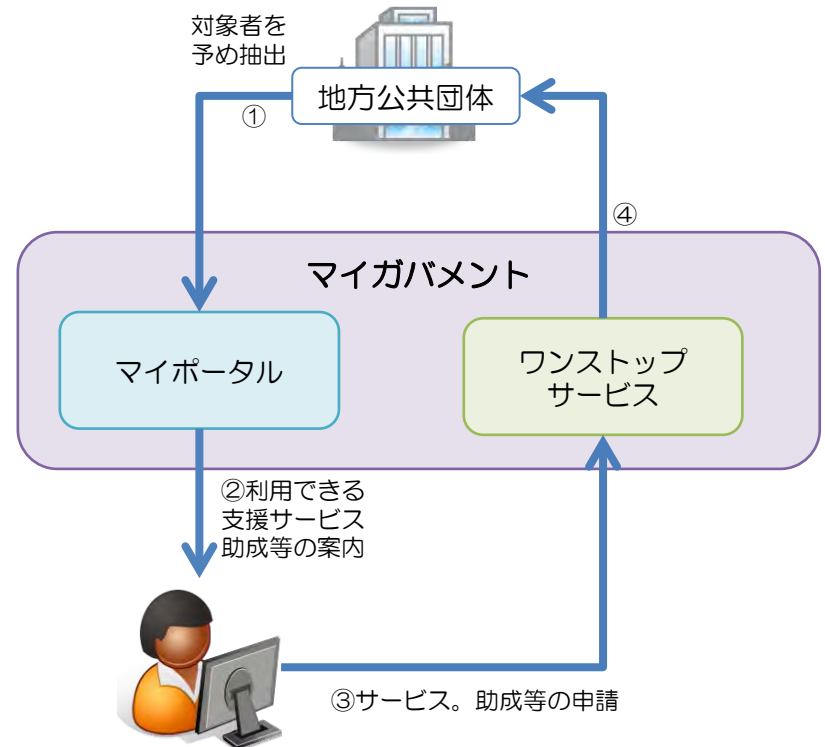 対象者を
予め抽出
地方公共団体
①
④
マイガバメント
マイポータル
ワンストップ
サービス
②利用できる
支援サービス
助成等の案内
③サービス。助成等の申請